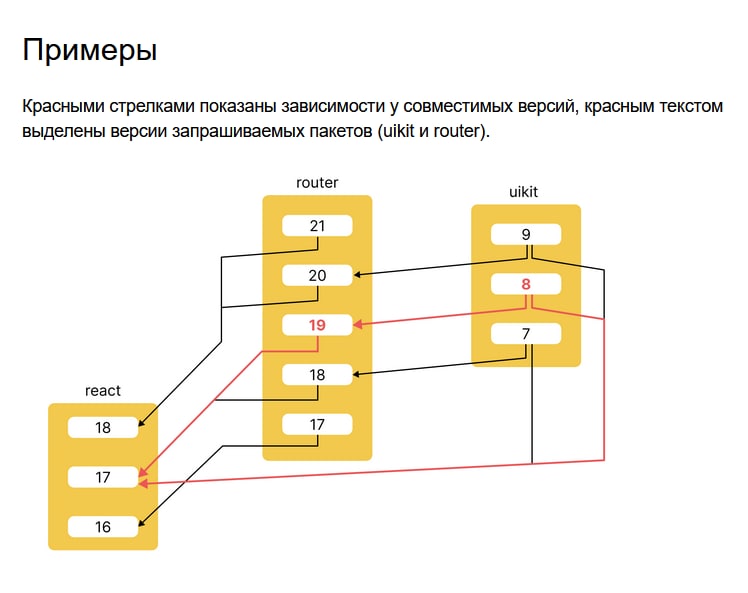 Примеры
Красными стрелками показаны зависимости у совместимых версий, красным текстом
выделены версии запрашиваемых пакетов (uikit и router).
router
21
20
19
18
17
uikit
9
8
7
react
18
17
16